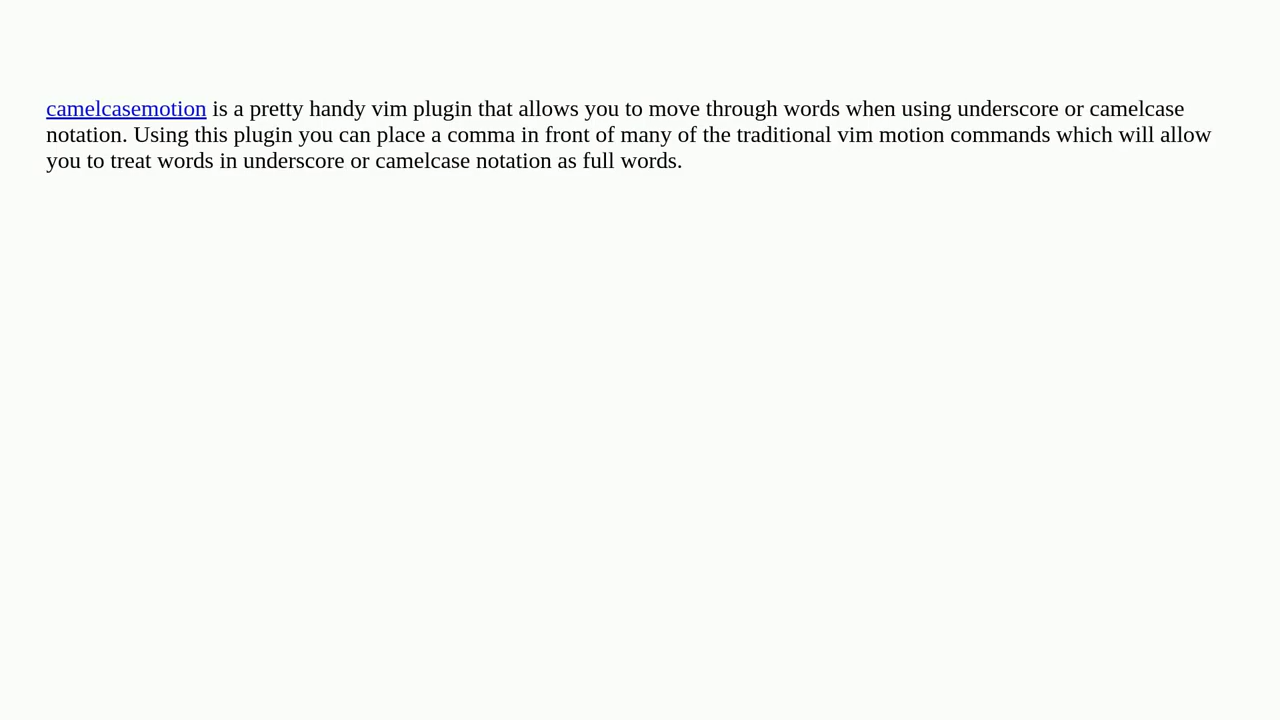 camelcasemotion is a pretty handy vim plugin that allows you to move through words when using underscore or camelcase
notation. Using this plugin you can place a comma in front of many of the traditional vim motion commands which will allow
you to treat words in underscore or camelcase notation as full words.